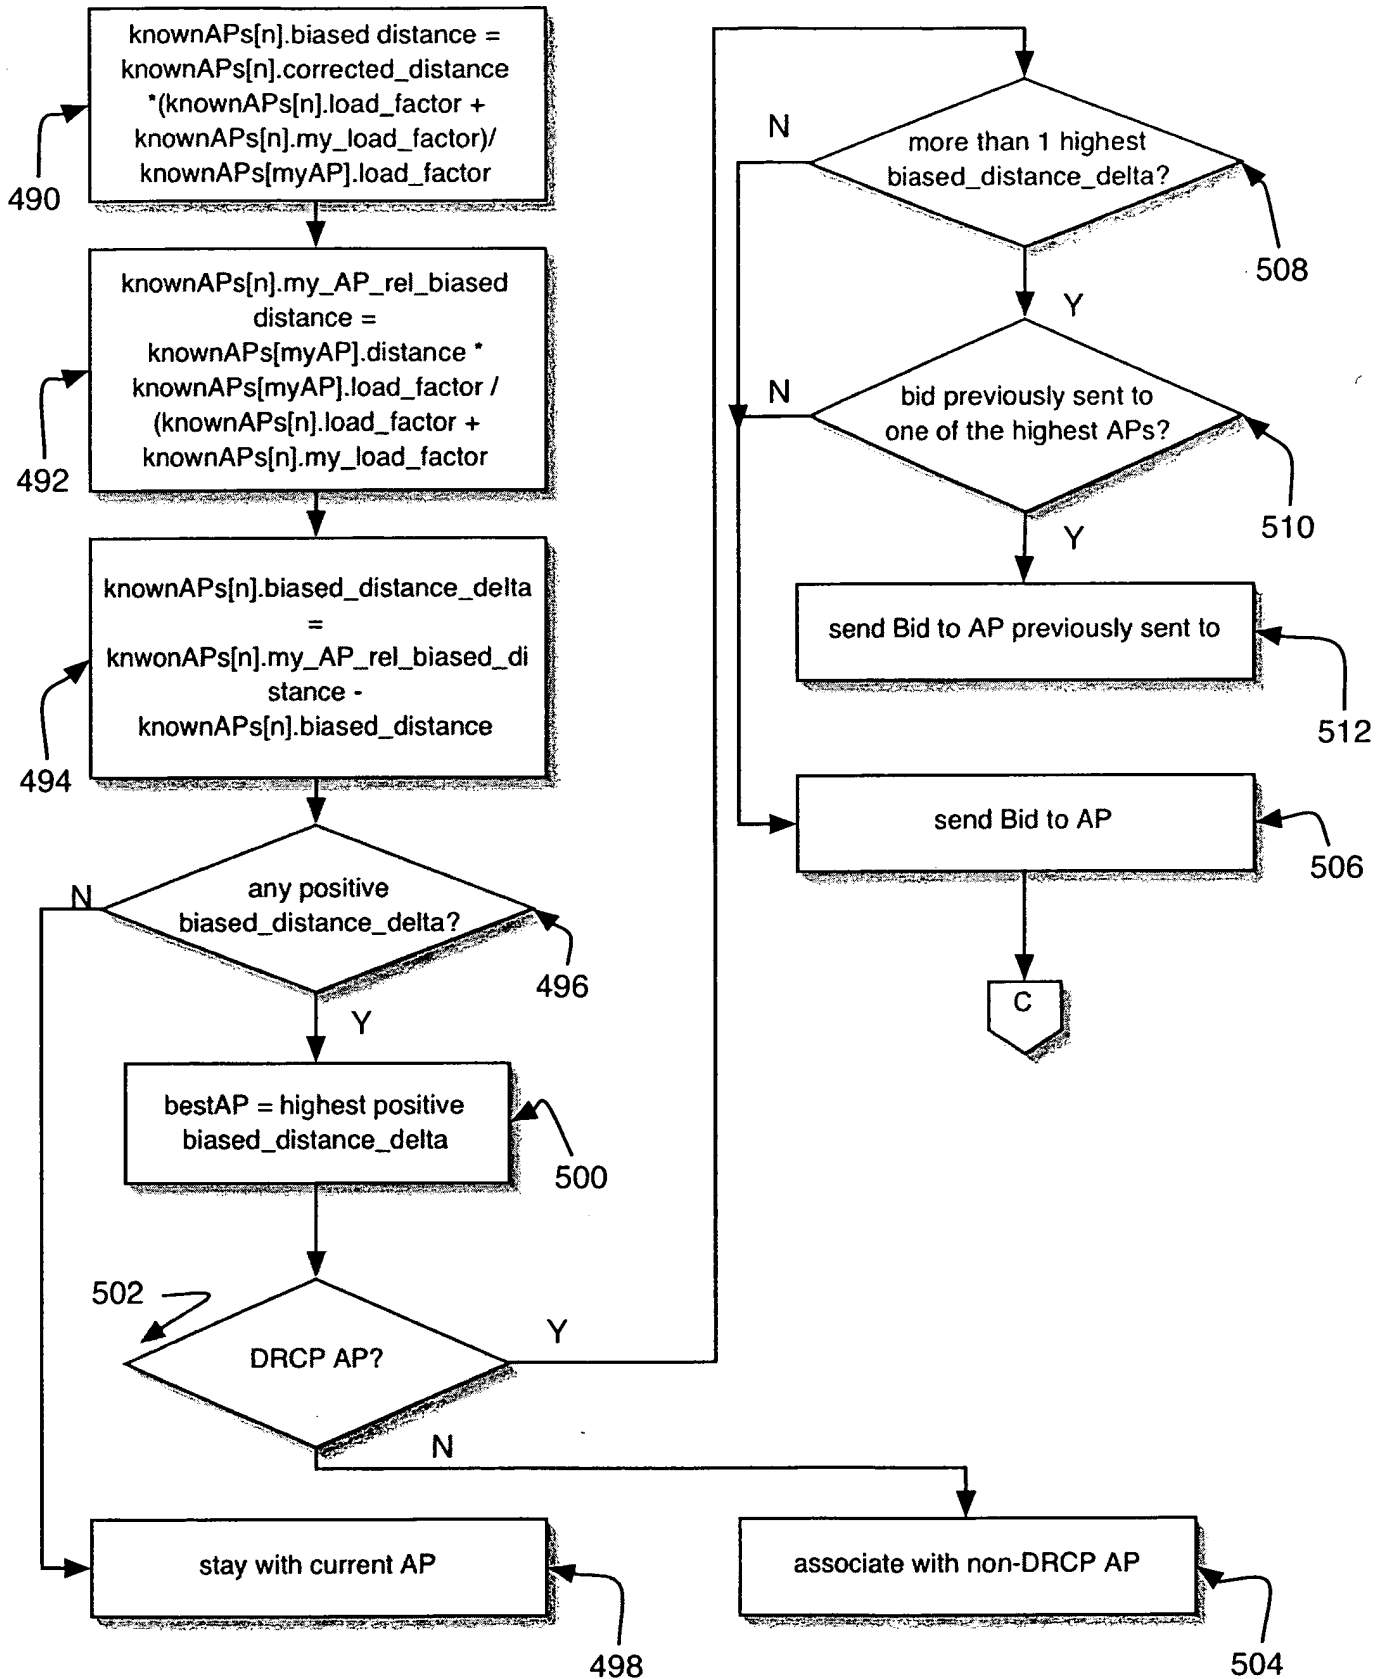 knownAPs[n].biased distance =
knownAPs[n].corrected_distance
*(knownAPs[n].load_factor +
knownAPs[n].my_load_factor)/
knownAPs[myAP].load_factor
490
knownAPs[n].my_AP_rel_biased
distance =
knownAPs[myAP].distance *
knownAPs[myAP].load_factor /
(knownAPs[n].load_factor +
knownAPs[n].my_load_factor
492
knownAPs[n].biased_distance_delta
=
knwonAPs[n].my_AP_rel_biased_di
stance -
knownAPs[n].biased_distance
494
any positive
biased_distance_delta?
N
496
Y
bestAP = highest positive
biased_distance_delta
500
502
DRCP AP?
Y
N
stay with current AP
498
associate with non-DRCP AP
504
more than 1 highest
biased_distance_delta?
N
508
Y
bid previously sent to
one of the highest APs?
N
510
Y
send Bid to AP previously sent to
512
send Bid to AP
506
C